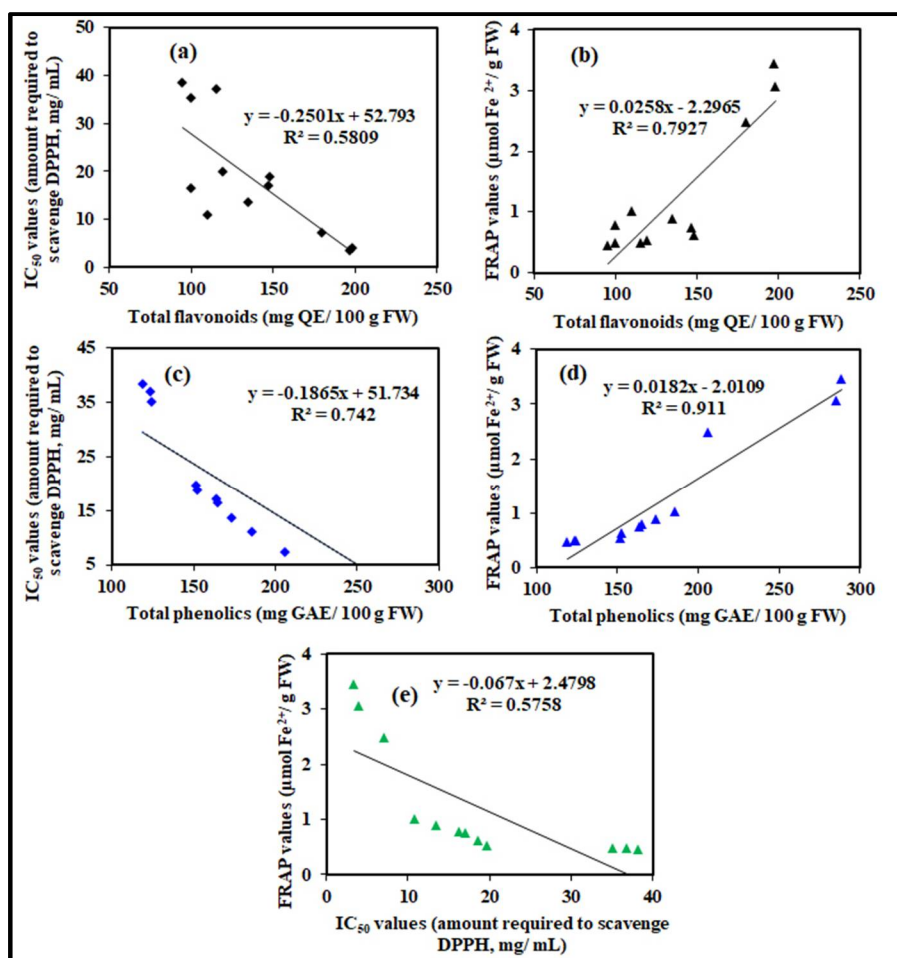 (a)
y = -0.2501x + 52.793
R² = 0.5809
IC50 values (amount required to
scavenge DPPH, mg/ mL)
50
40
30
20
10
0
50 100 150 200 250
Total flavonoids (mg QE/ 100 g FW)
(b)
y = 0.0258x - 2.2965
R² = 0.7927
FRAP values (µmol Fe 2+/ g FW)
4
3
2
1
0
50 100 150 200 250
Total flavonoids (mg QE/ 100 g FW)
(c)
y = -0.1865x + 51.734
R² = 0.742
IC50 values (amount required to
scavenge DPPH, mg/ mL)
45
35
25
15
5
100 150 200 250 300
Total phenolics (mg GAE/ 100 g FW)
(d)
y = 0.0182x - 2.0109
R² = 0.911
FRAP values (µmol Fe2+/ g FW)
4
3
2
1
0
100 150 200 250 300
Total phenolics (mg GAE/ 100 g FW)
(e)
y = -0.067x + 2.4798
R² = 0.5758
FRAP values (µmol Fe2+/ g FW)
4
3
2
1
0
0 10 20 30 40
IC50 values (amount required to scavenge
DPPH, mg/ mL)